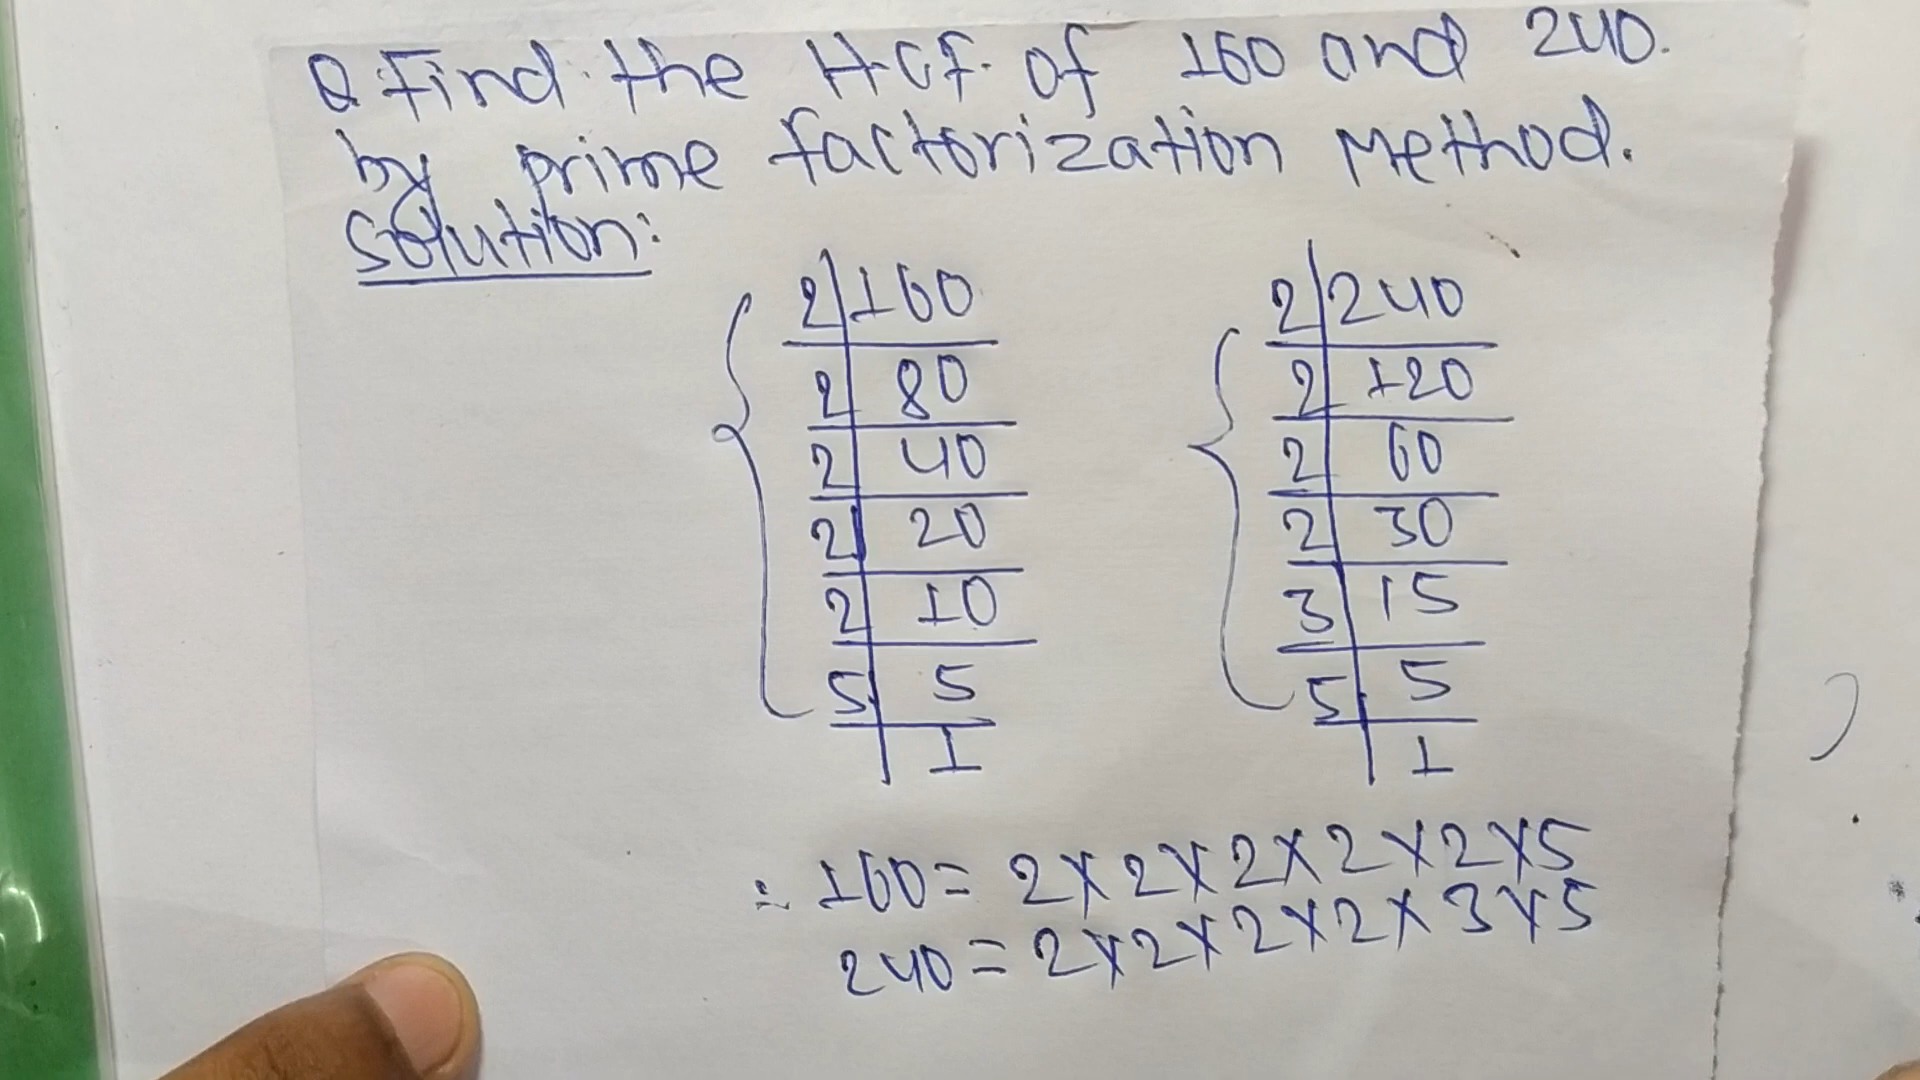 Q. Find the H.C.F. of 160 and 240.
by prime factorization Method.
Solution:
2 160 2 240
2 80 2 120
2 40 2 60
2 20 2 30
2 10 3 15
5 5 5 5
1 1
∴ 160 = 2 × 2 × 2 × 2 × 2 × 5
240 = 2 × 2 × 2 × 2 × 3 × 5